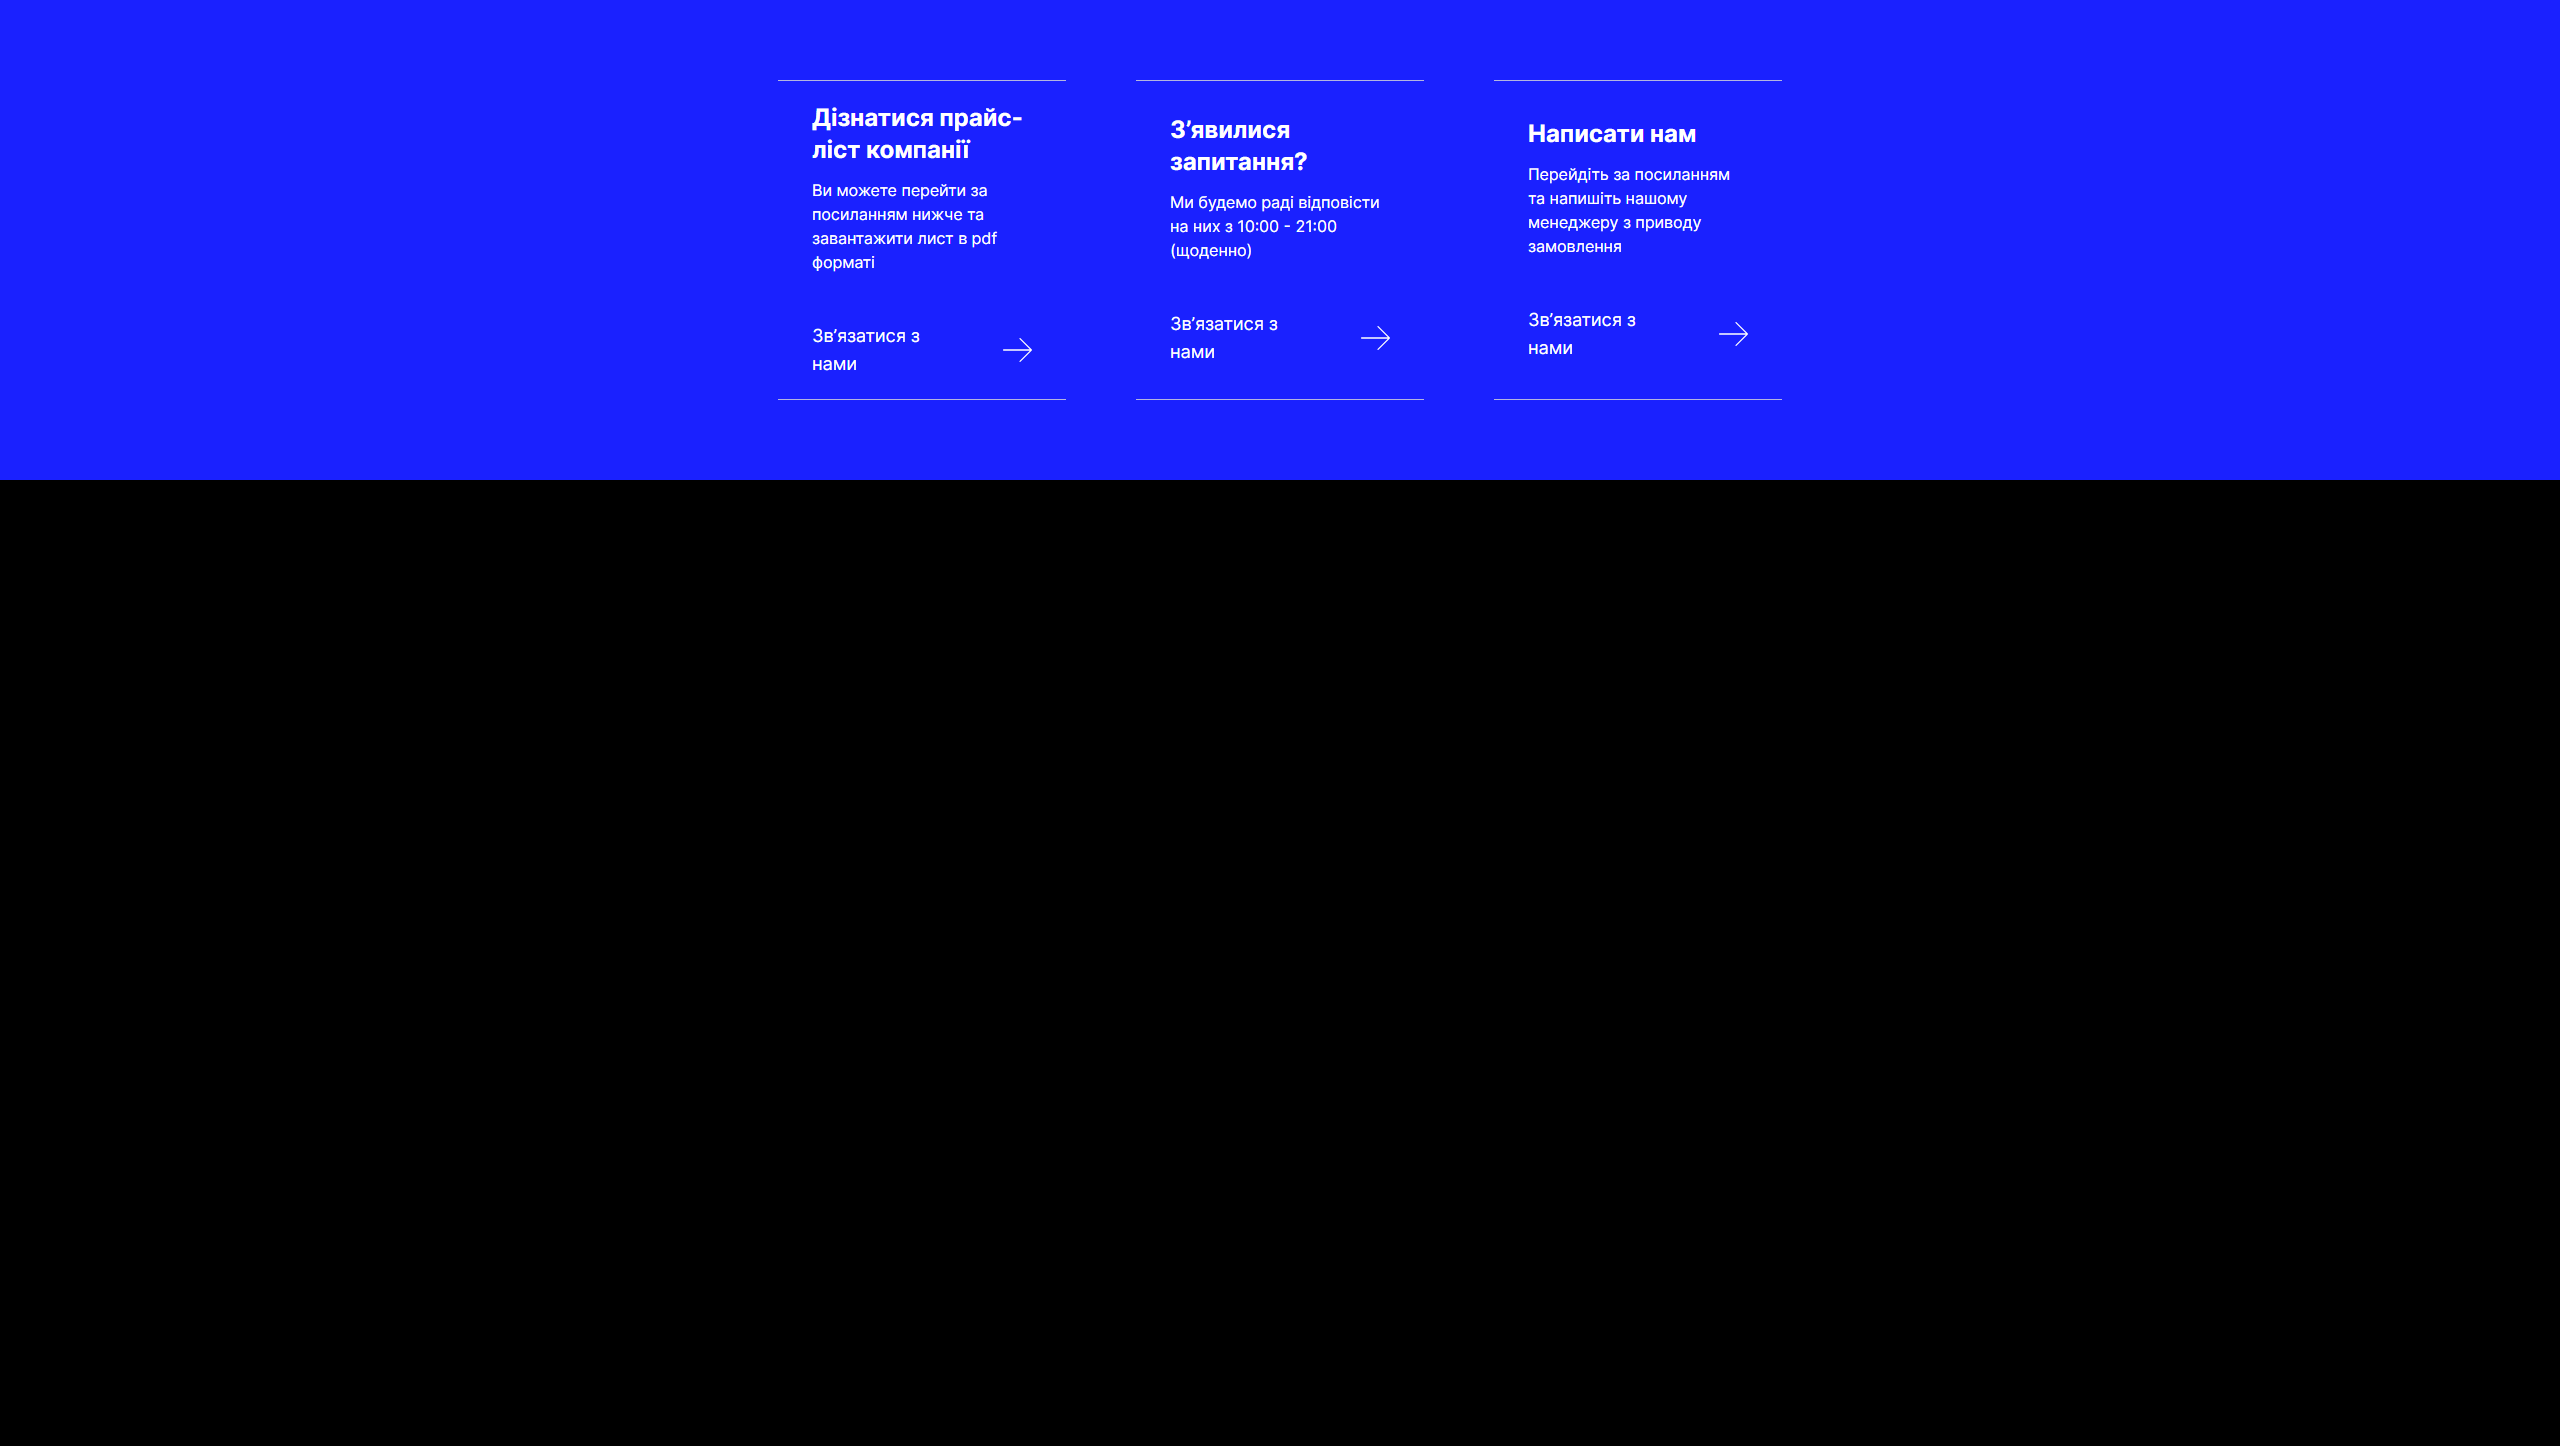 Дізнатися прайс-
ліст компанії
Ви можете перейти за
посиланням нижче та
завантажити лист в pdf
форматі
Зв’язатися з
нами
З’явилися
запитання?
Ми будемо раді відповісти
на них з 10:00 - 21:00
(щоденно)
Зв’язатися з
нами
Написати нам
Перейдіть за посиланням
та напишіть нашому
менеджеру з приводу
замовлення
Зв’язатися з
нами